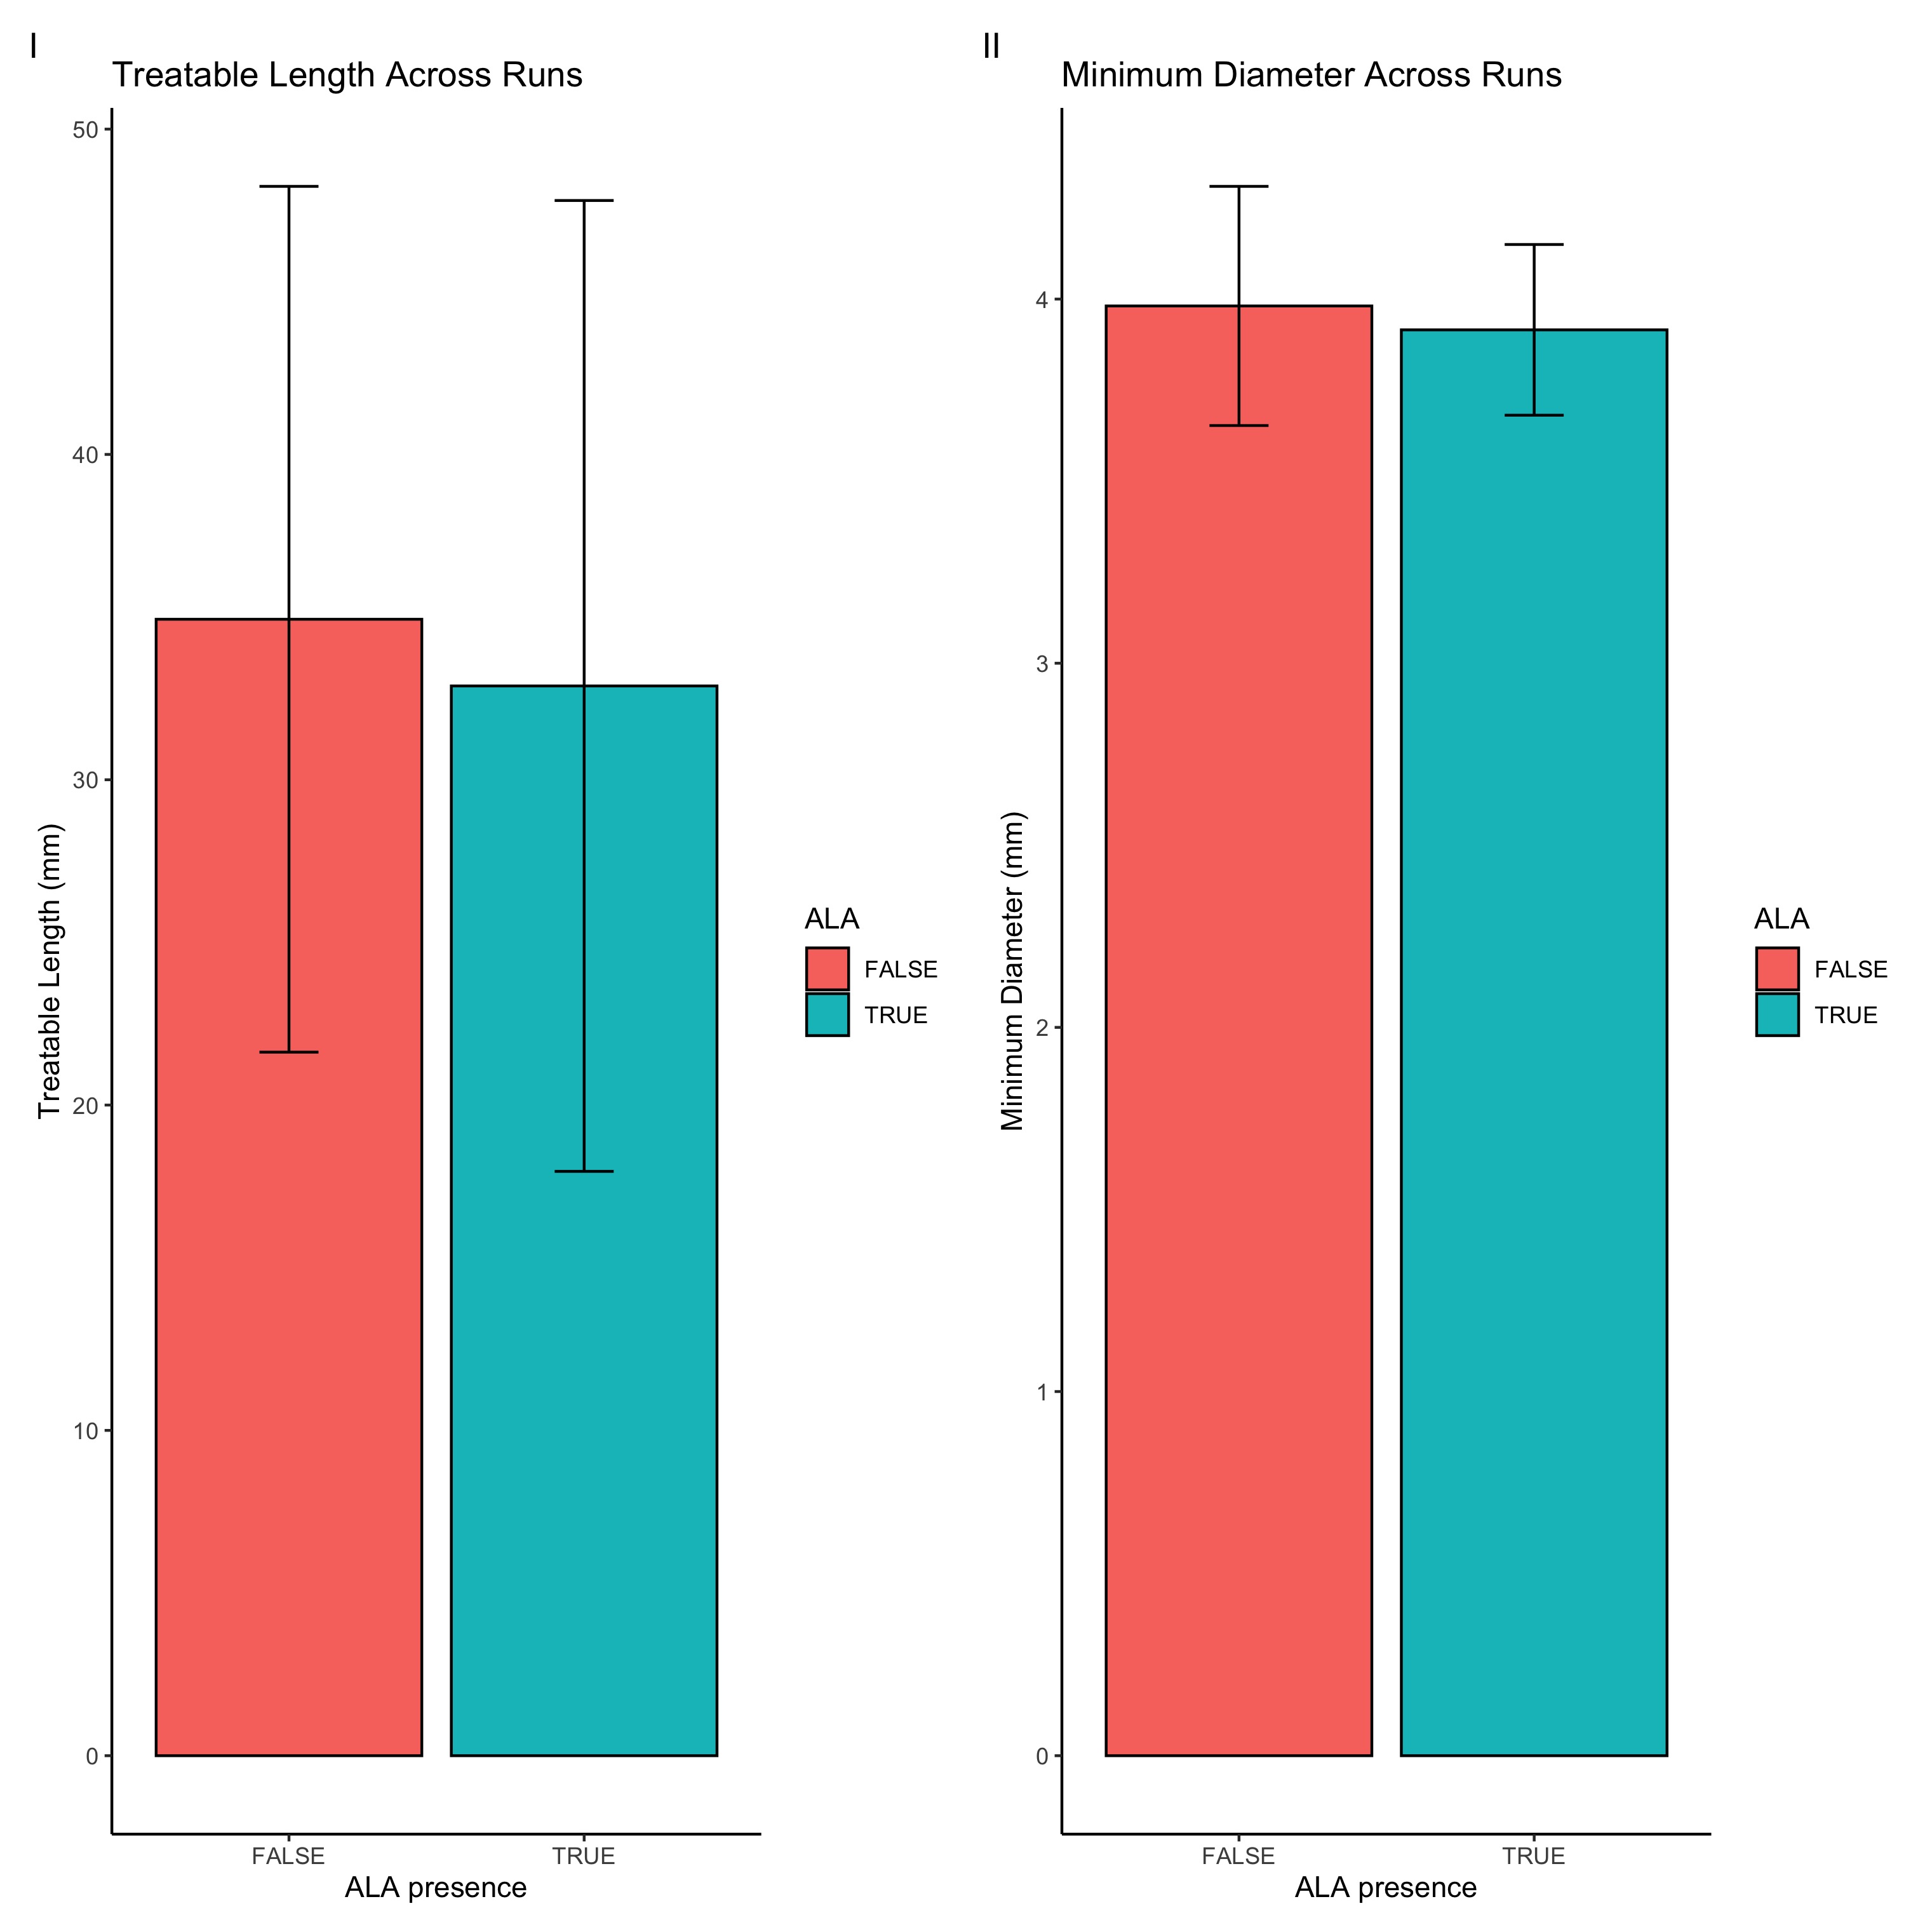 I
Treatable Length Across Runs
50
40
30
20
10
0
Treatable Length (mm)
FALSE
TRUE
ALA presence
ALA
FALSE
TRUE
II
Minimum Diameter Across Runs
4
3
2
1
0
Minimum Diameter (mm)
FALSE
TRUE
ALA presence
ALA
FALSE
TRUE